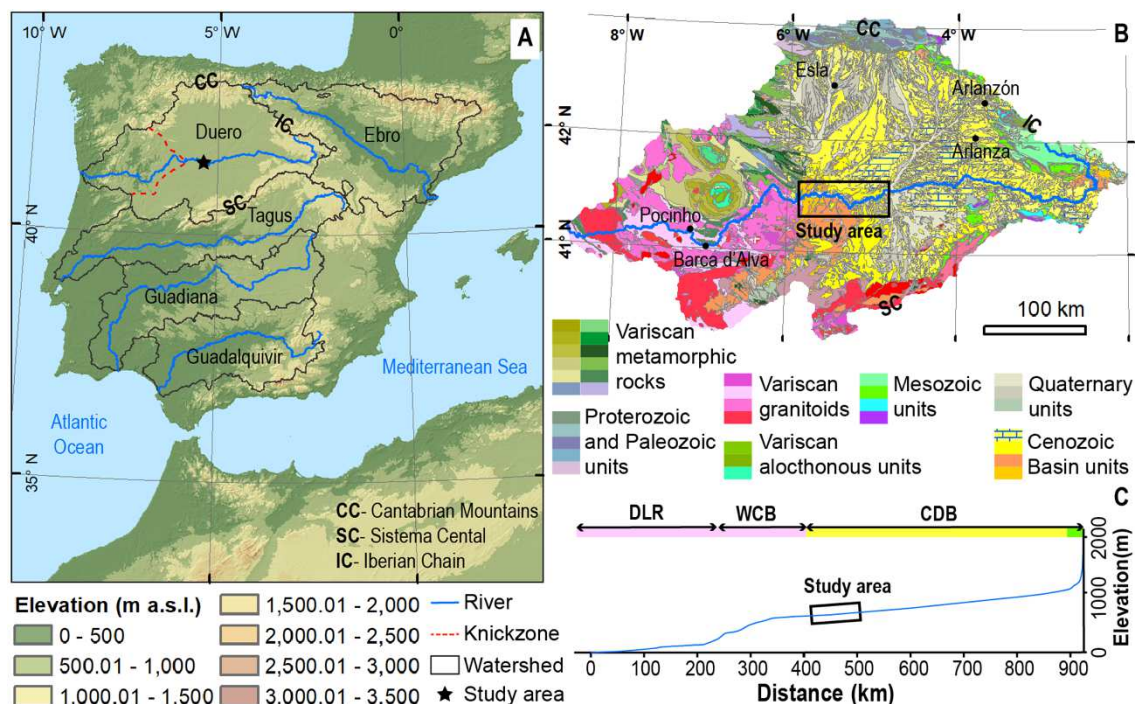 10° W
5° W
0°
A
CC
IC
Duero
Ebro
SC
Tagus
40° N
Guadiana
Guadalquivir
Mediterranean Sea
Atlantic
Ocean
35° N
CC- Cantabrian Mountains
SC- Sistema Cental
IC- Iberian Chain
Elevation (m a.s.l.)
0 - 500
500.01 - 1,000
1,000.01 - 1,500
1,500.01 - 2,000
2,000.01 - 2,500
2,500.01 - 3,000
3,000.01 - 3,500
River
Knickzone
Watershed
Study area
8° W
6° W
4° W
B
CC
Esla
Arlanzón
IC
Arlanza
42° N
41° N
Pocinho
Barca d'Alva
Study area
SC
100 km
Variscan
metamorphic
rocks
Proterozoic
and Paleozoic
units
Variscan
granitoids
Variscan
alocthonous units
Mesozoic
units
Quaternary
units
Cenozoic
Basin units
C
DLR
WCB
CDB
Study area
2000
1000
0
Elevation(m)
0
100
200
300
400
500
600
700
800
900
Distance (km)